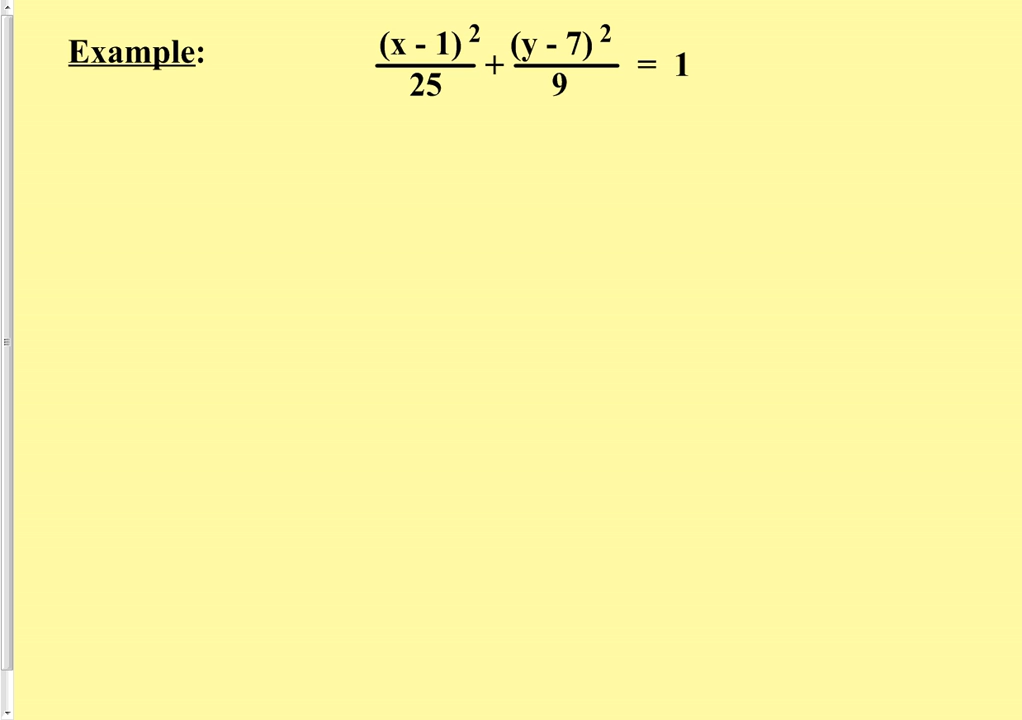 Example: (x - 1)² / 25 + (y - 7)² / 9 = 1